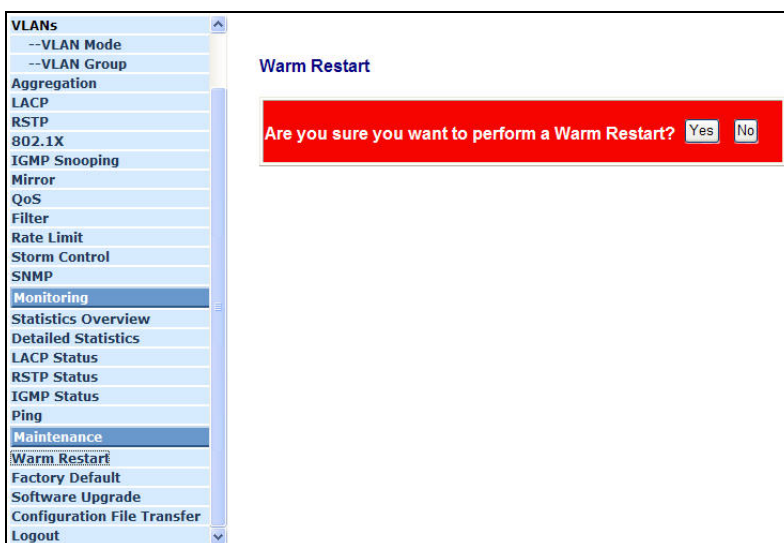 VLANs
--VLAN Mode
--VLAN Group
Aggregation
LACP
RSTP
802.1X
IGMP Snooping
Mirror
QoS
Filter
Rate Limit
Storm Control
SNMP
Monitoring
Statistics Overview
Detailed Statistics
LACP Status
RSTP Status
IGMP Status
Ping
Maintenance
Warm Restart
Factory Default
Software Upgrade
Configuration File Transfer
Logout
Warm Restart
Are you sure you want to perform a Warm Restart? Yes No